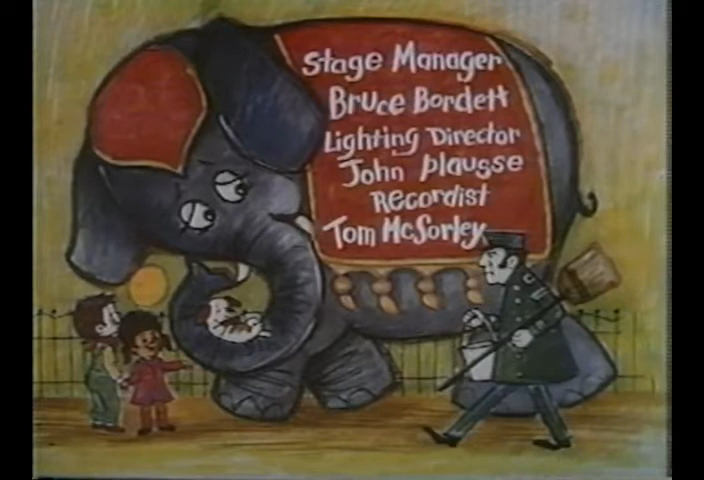 Stage Manager
Bruce Bordett
Lighting Director
John Plausse
Recordist
Tom McSorley